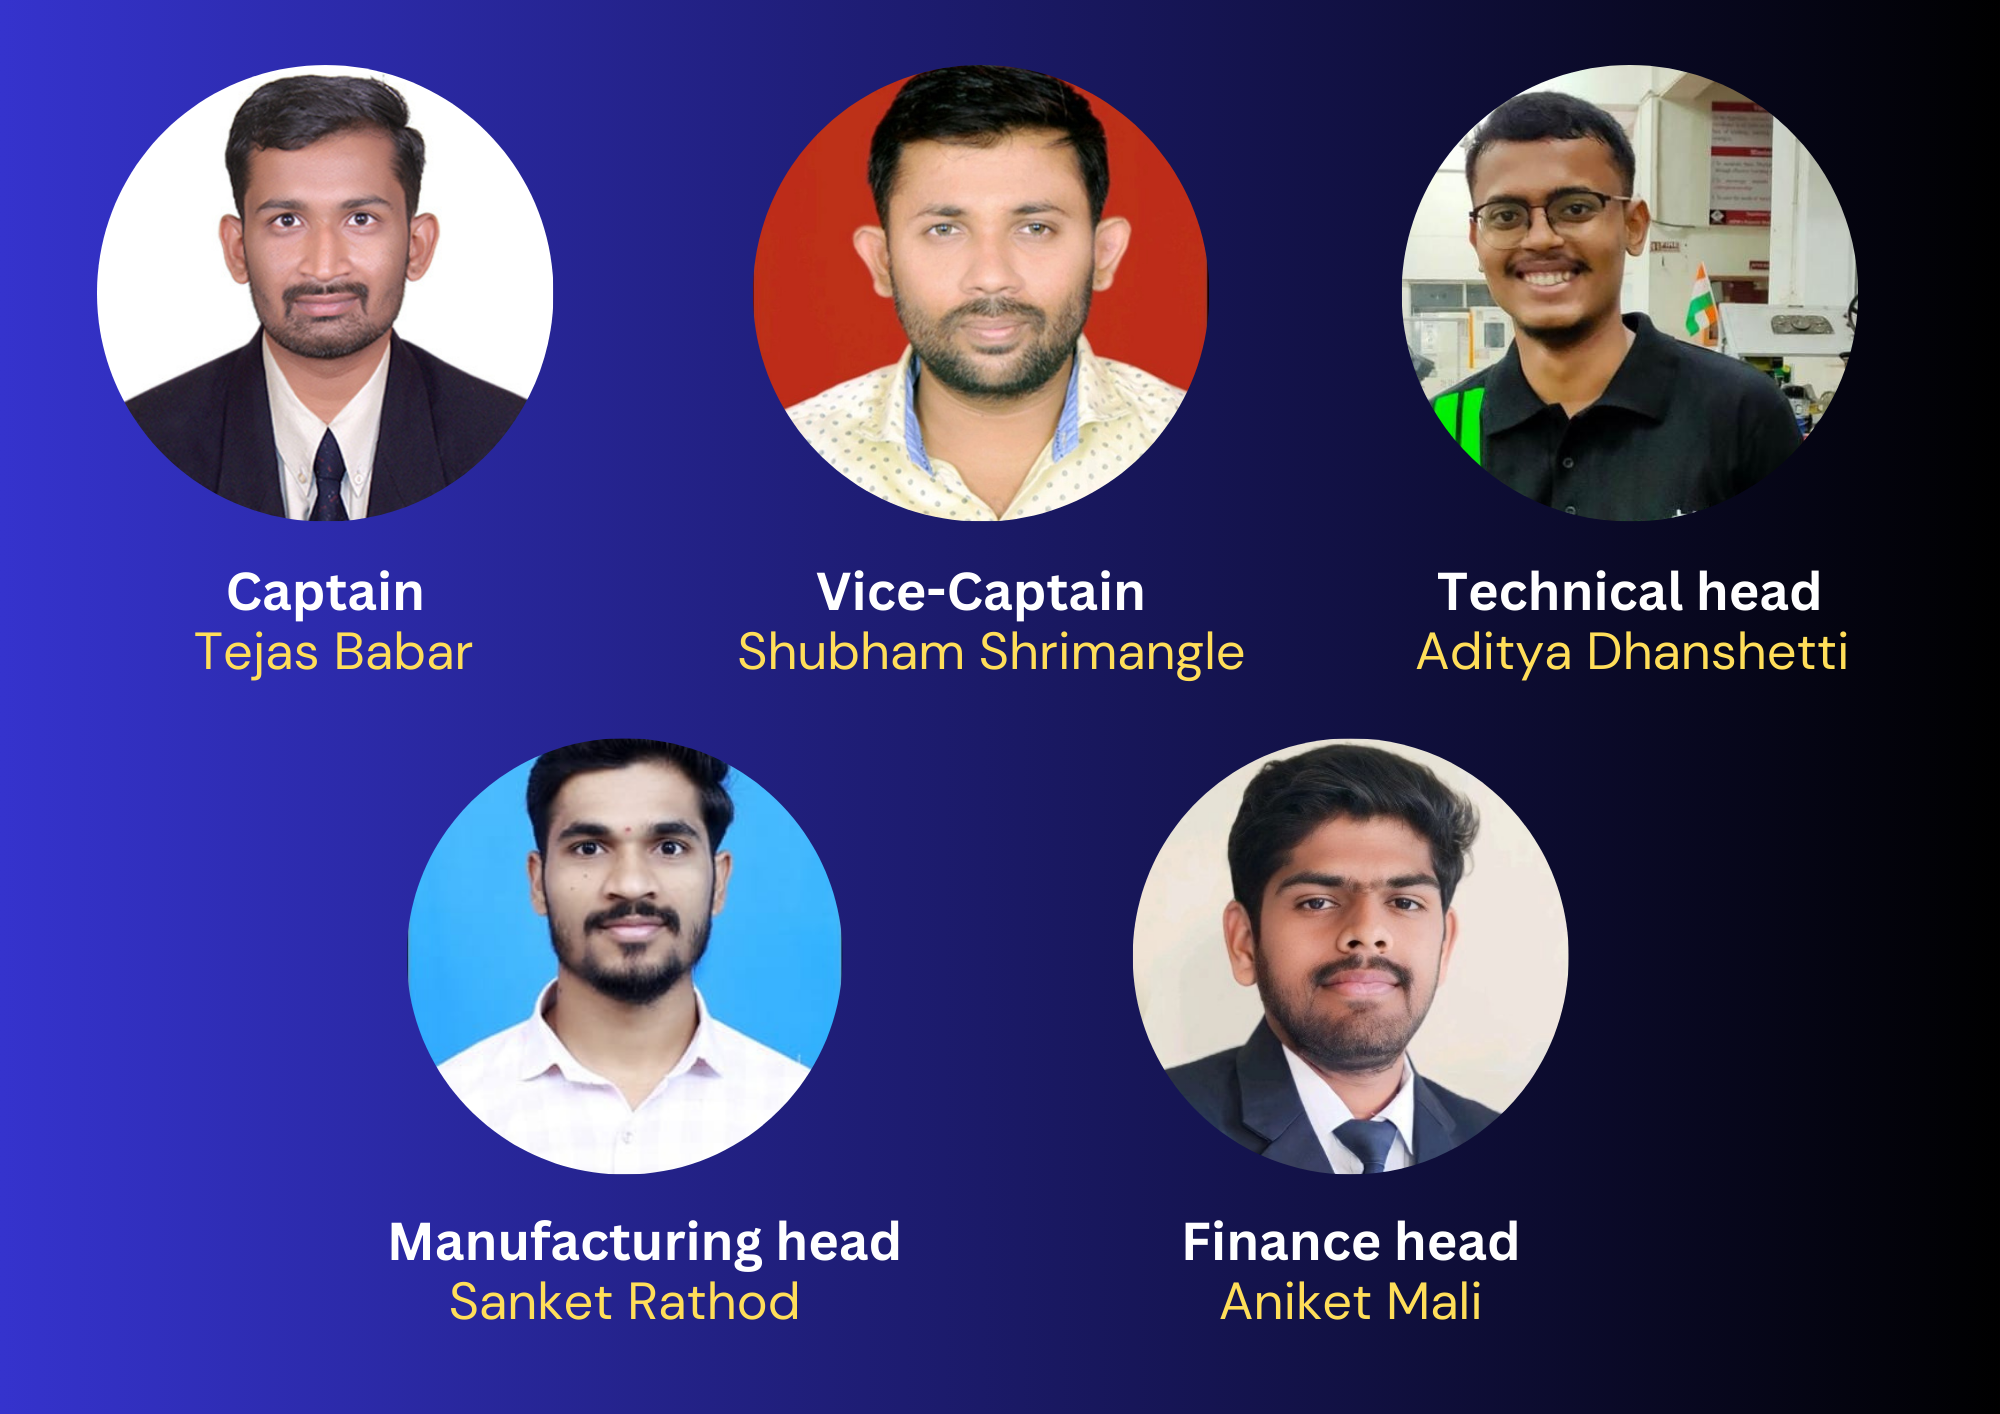 Captain
Tejas Babar
Vice-Captain
Shubham Shrimangle
Technical head
Aditya Dhanshetti
Manufacturing head
Sanket Rathod
Finance head
Aniket Mali